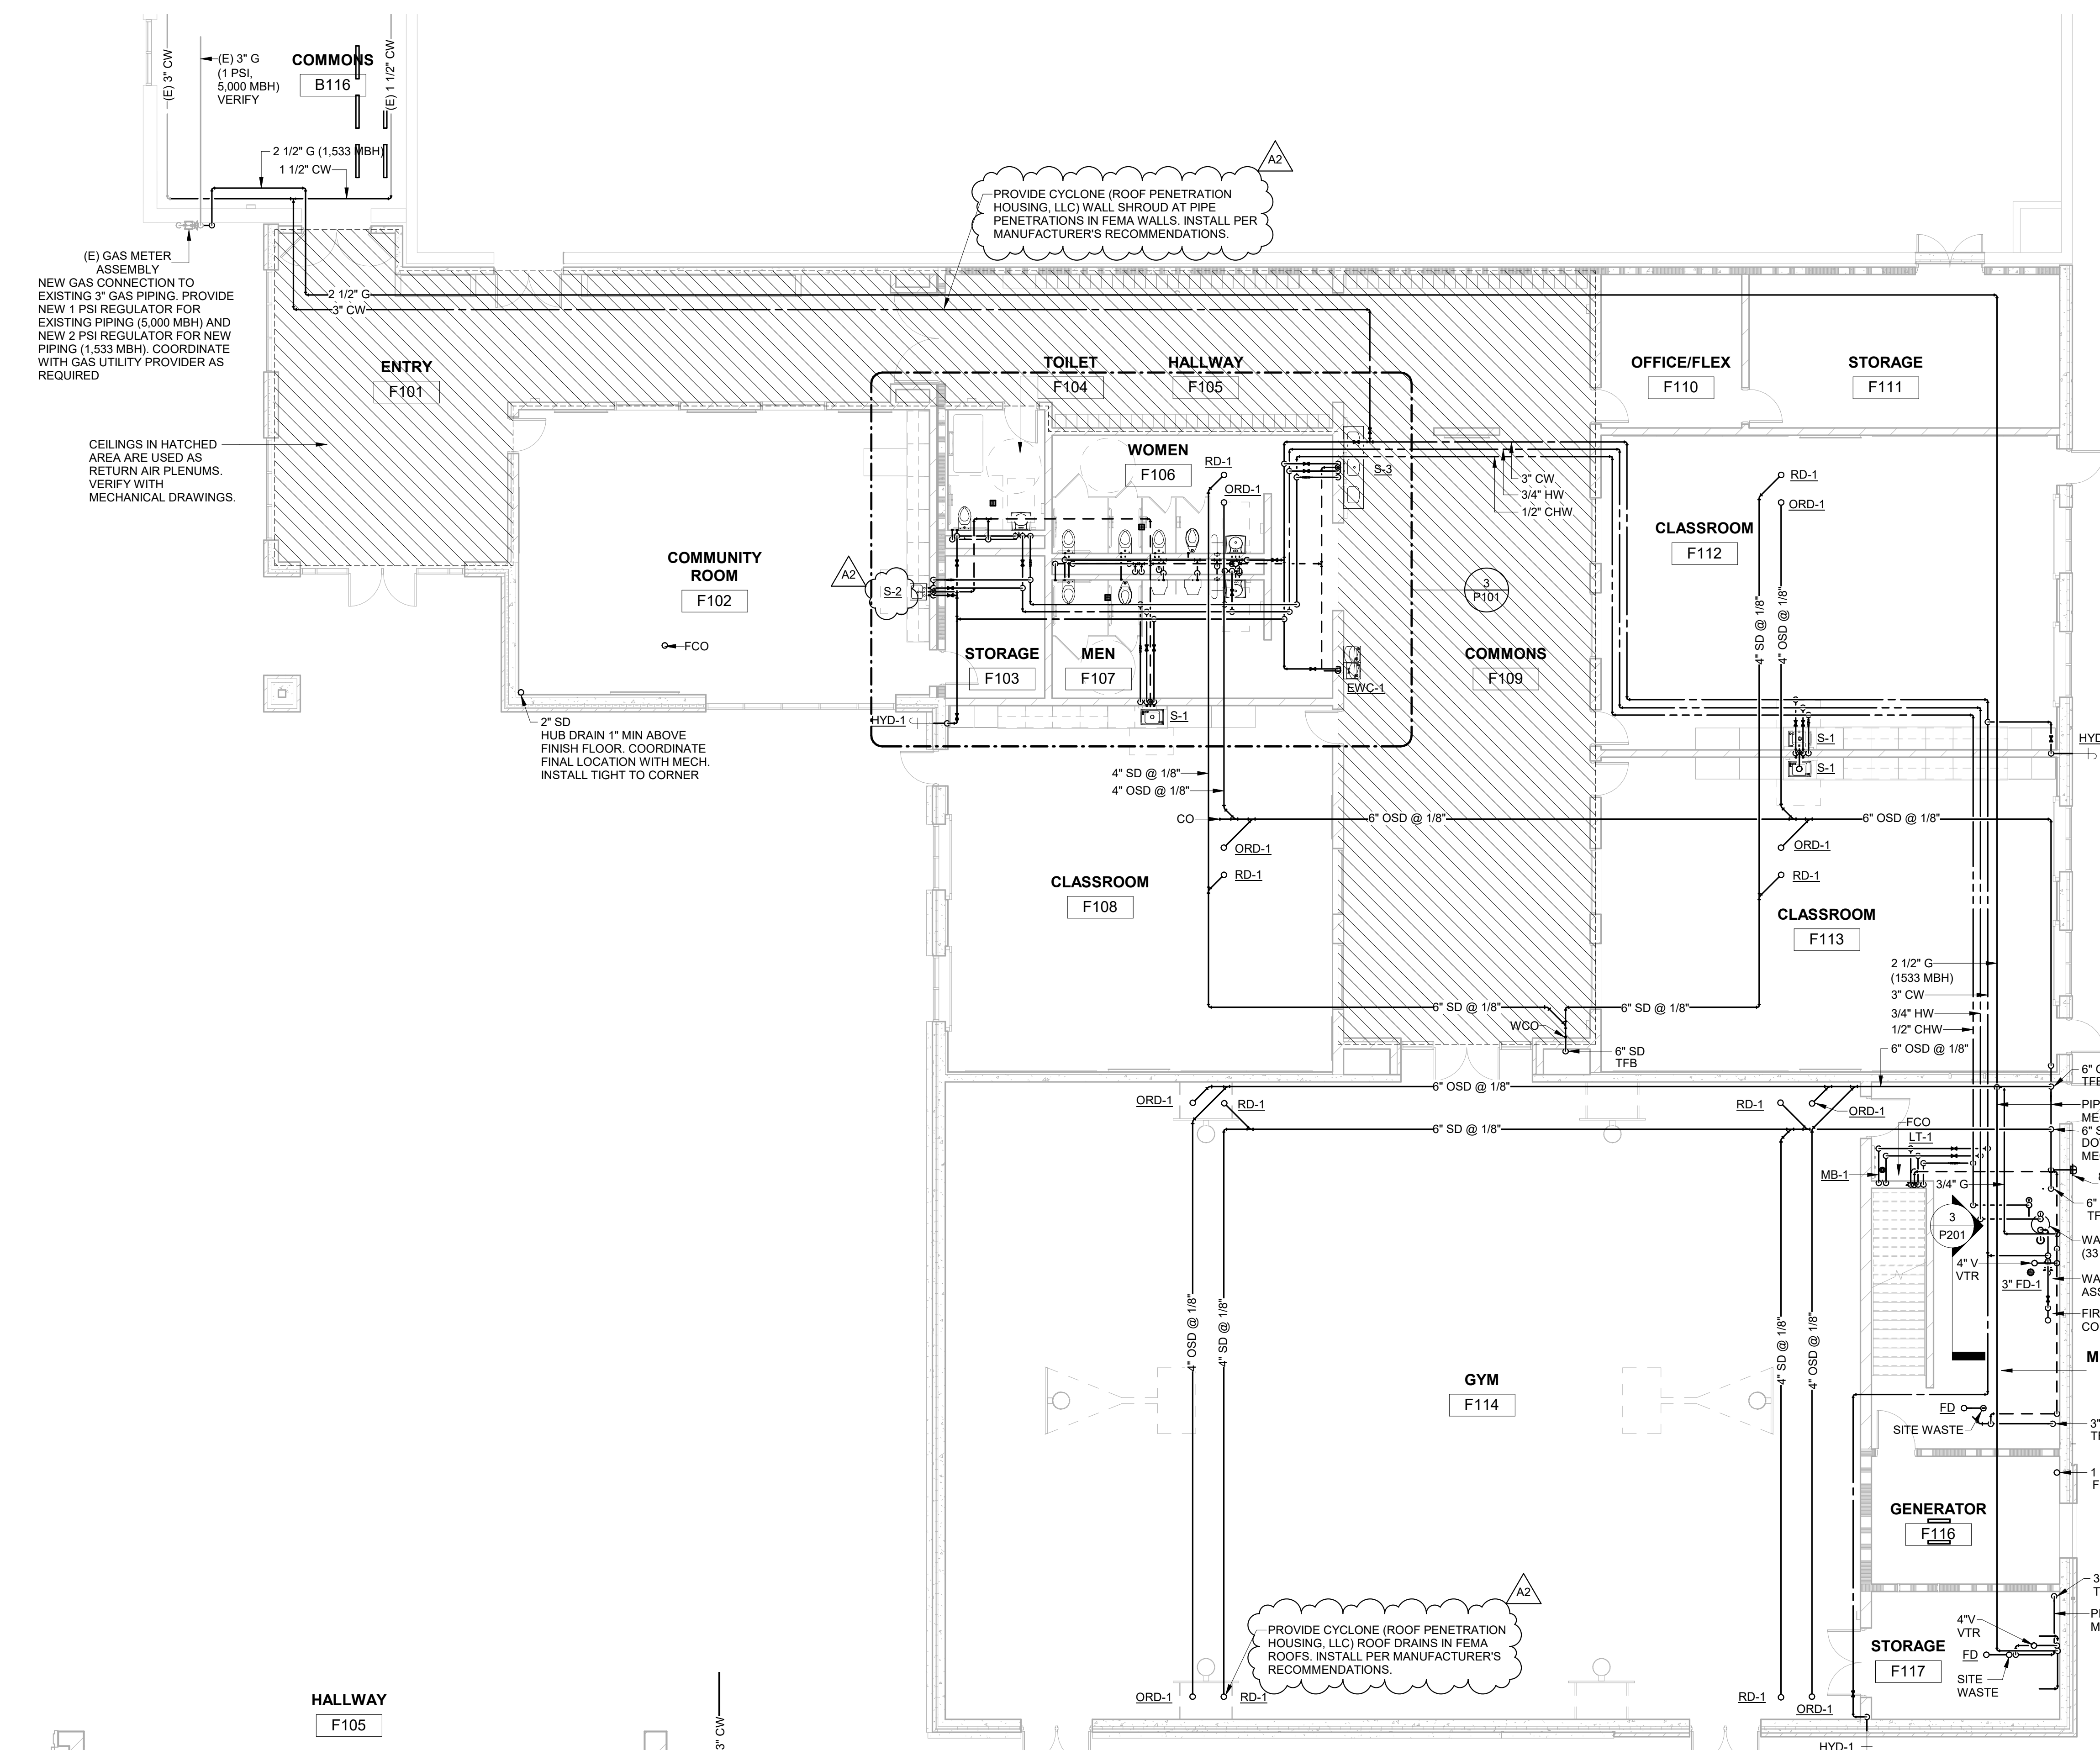 (E) 3" CW
(E) 3" G
(1 PSI,
5,000 MBH)
VERIFY
COMMONS
B116
(E) 1 1/2" CW
2 1/2" G (1,533 MBH)
1 1/2" CW
A2
PROVIDE CYCLONE (ROOF PENETRATION
HOUSING, LLC) WALL SHROUD AT PIPE
PENETRATIONS IN FEMA WALLS. INSTALL PER
MANUFACTURER'S RECOMMENDATIONS.
(E) GAS METER
ASSEMBLY
NEW GAS CONNECTION TO
EXISTING 3" GAS PIPING. PROVIDE
NEW 1 PSI REGULATOR FOR
EXISTING PIPING (5,000 MBH) AND
NEW 2 PSI REGULATOR FOR NEW
PIPING (1,533 MBH). COORDINATE
WITH GAS UTILITY PROVIDER AS
REQUIRED
2 1/2" G
3" CW
ENTRY
F101
TOILET
F104
HALLWAY
F105
OFFICE/FLEX
F110
STORAGE
F111
CEILINGS IN HATCHED
AREA ARE USED AS
RETURN AIR PLENUMS.
VERIFY WITH
MECHANICAL DRAWINGS.
WOMEN
F106
RD-1
ORD-1
S-3
3" CW
3/4" HW
1/2" CHW
RD-1
ORD-1
CLASSROOM
F112
COMMUNITY
ROOM
F102
A2
S-2
3
P101
FCO
STORAGE
F103
MEN
F107
COMMONS
F109
EWC-1
4" SD @ 1/8"
4" OSD @ 1/8"
2" SD
HUB DRAIN 1" MIN ABOVE
FINISH FLOOR. COORDINATE
FINAL LOCATION WITH MECH.
INSTALL TIGHT TO CORNER
HYD-1
S-1
S-1
S-1
HYD
4" SD @ 1/8"
4" OSD @ 1/8"
CO
6" OSD @ 1/8"
6" OSD @ 1/8"
ORD-1
RD-1
ORD-1
RD-1
CLASSROOM
F108
CLASSROOM
F113
2 1/2" G
(1533 MBH)
3" CW
3/4" HW
1/2" CHW
6" OSD @ 1/8"
6" SD @ 1/8"
6" SD @ 1/8"
WCO
6" SD
TFB
6" OSD @ 1/8"
ORD-1
RD-1
RD-1
ORD-1
6" SD @ 1/8"
FCO
LT-1
MB-1
3/4" G
3
P201
4" V
VTR
3" FD-1
PIP
ME
6" S
DO
ME
6"
WA
(33
WA
AS
FIR
CO
M
4" OSD @ 1/8"
4" SD @ 1/8"
4" SD @ 1/8"
4" OSD @ 1/8"
GYM
F114
FD
SITE WASTE
3"
1
F
GENERATOR
F116
A2
PROVIDE CYCLONE (ROOF PENETRATION
HOUSING, LLC) ROOF DRAINS IN FEMA
ROOFS. INSTALL PER MANUFACTURER'S
RECOMMENDATIONS.
3
4"V
VTR
STORAGE
F117
FD
SITE
WASTE
M
ORD-1
RD-1
RD-1
ORD-1
HALLWAY
F105
3" CW
HYD-1